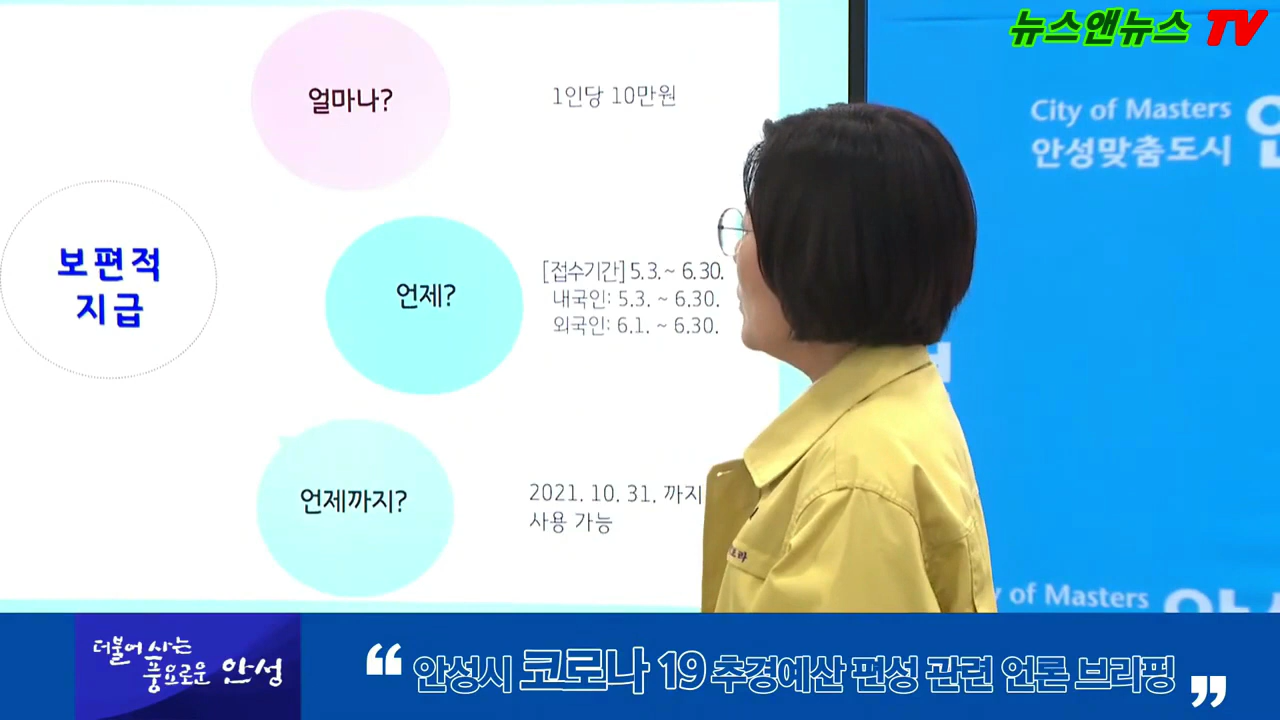 뉴스앤뉴스 TV
얼마나?
1인당 10만원
City of Masters
안성맞춤도시
보편적
지급
언제?
[접수기간] 5.3.~ 6.30.
내국인: 5.3. ~ 6.30.
외국인: 6.1. ~ 6.30.
언제까지?
2021. 10. 31. 까지
사용 가능
of Masters
더불어 사는
풍요로운 안성
“ 안성시 코로나 19 추경예산 편성 관련 언론 브리핑 ”